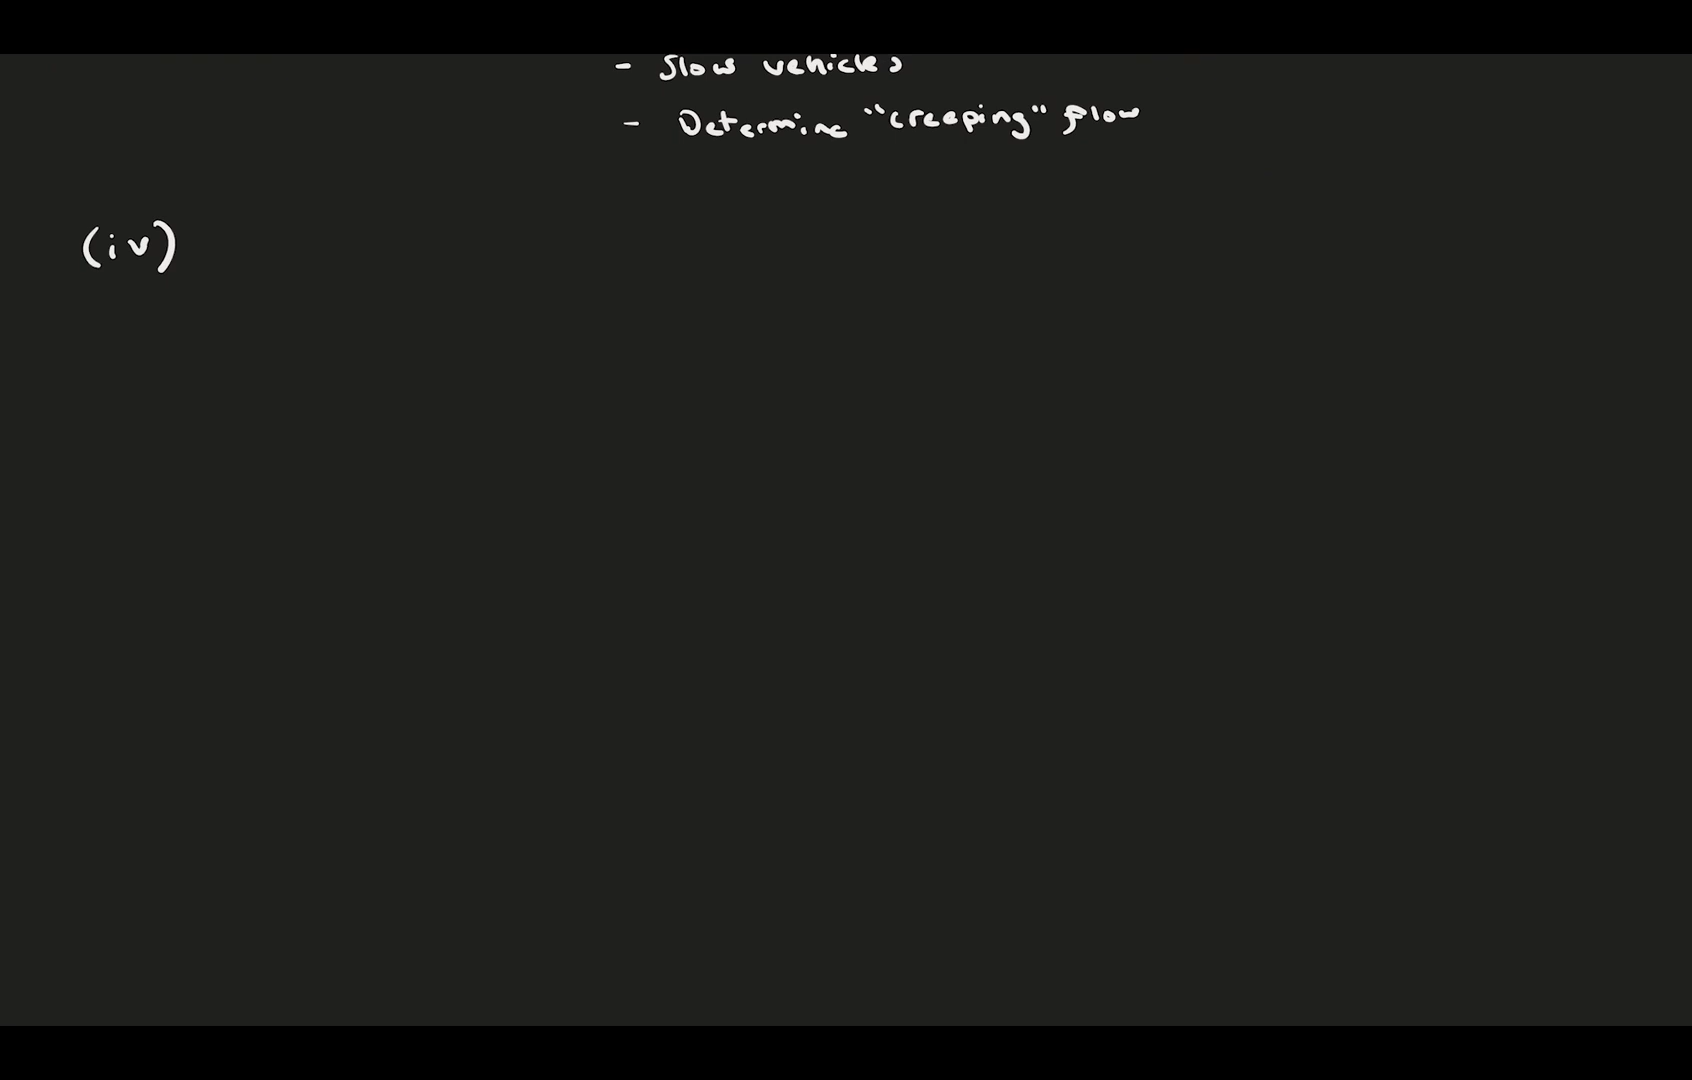 - Slow vehicles
- Determine "creeping" flow
(iv)